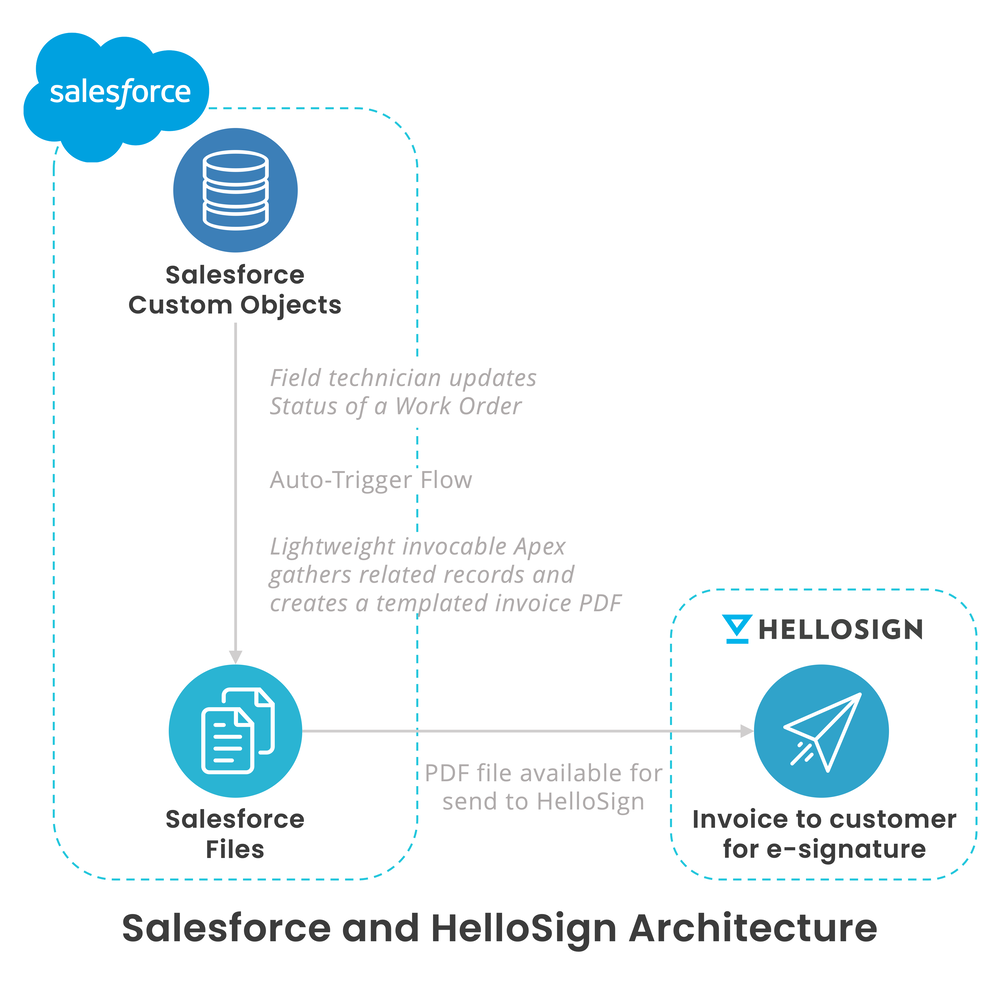 salesforce
Salesforce
Custom Objects
Field technician updates
Status of a Work Order
Auto-Trigger Flow
Lightweight invocable Apex
gathers related records and
creates a templated invoice PDF
HELLOSIGN
PDF file available for
send to HelloSign
Salesforce
Files
Invoice to customer
for e-signature
Salesforce and HelloSign Architecture